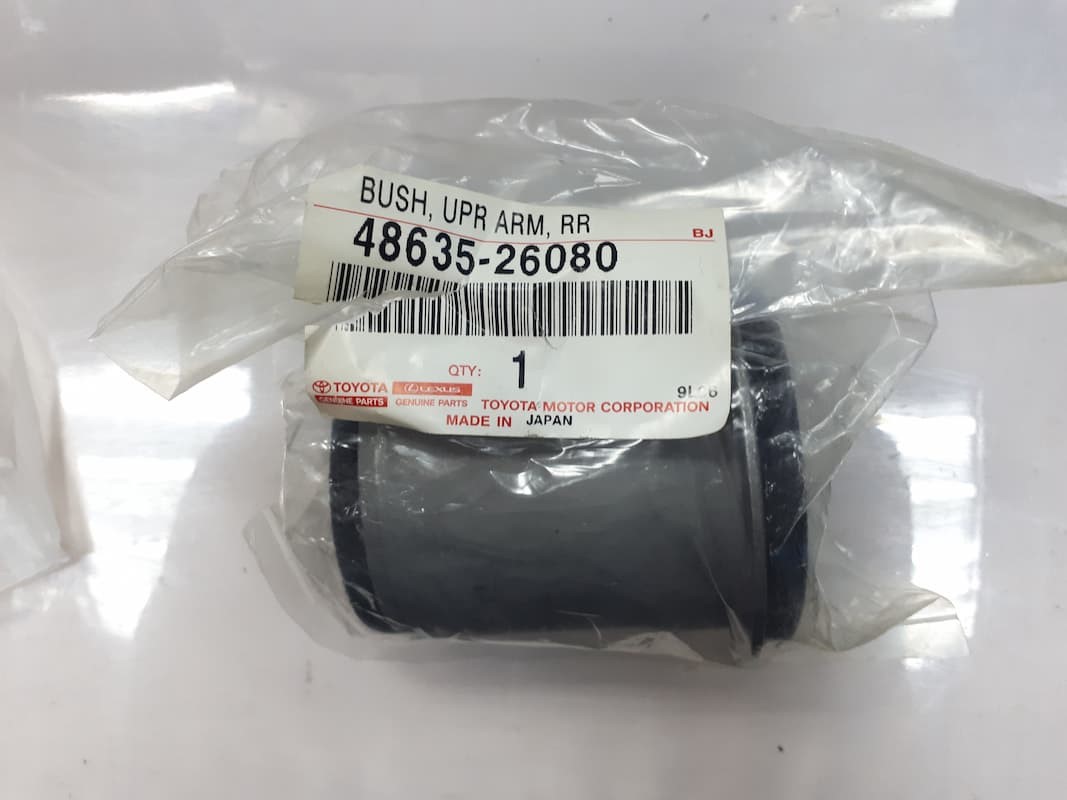 BUSH, UPR ARM, RR
BJ
48635-26080
QTY: 1
TOYOTA LEXUS
GENUINE PARTS GENUINE PARTS TOYOTA MOTOR CORPORATION
MADE IN JAPAN